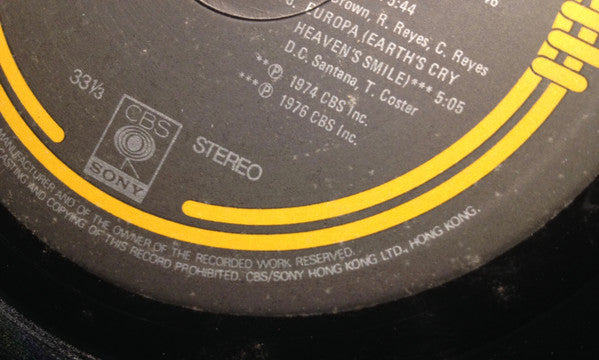 5:44
Brown, R. Reyes, C. Reyes
EUROPA (EARTH'S CRY
HEAVEN'S SMILE)*** 5:05
D.C. Santana, T. Coster
**Ⓟ 1974 CBS Inc.
***Ⓟ 1976 CBS Inc.
33⅓
CBS
SONY
STEREO
MANUFACTURER AND OF THE OWNER OF THE RECORDED WORK RESERVED.
CASTING AND COPYING OF THIS RECORD PROHIBITED. CBS/SONY HONG KONG LTD., HONG KONG.